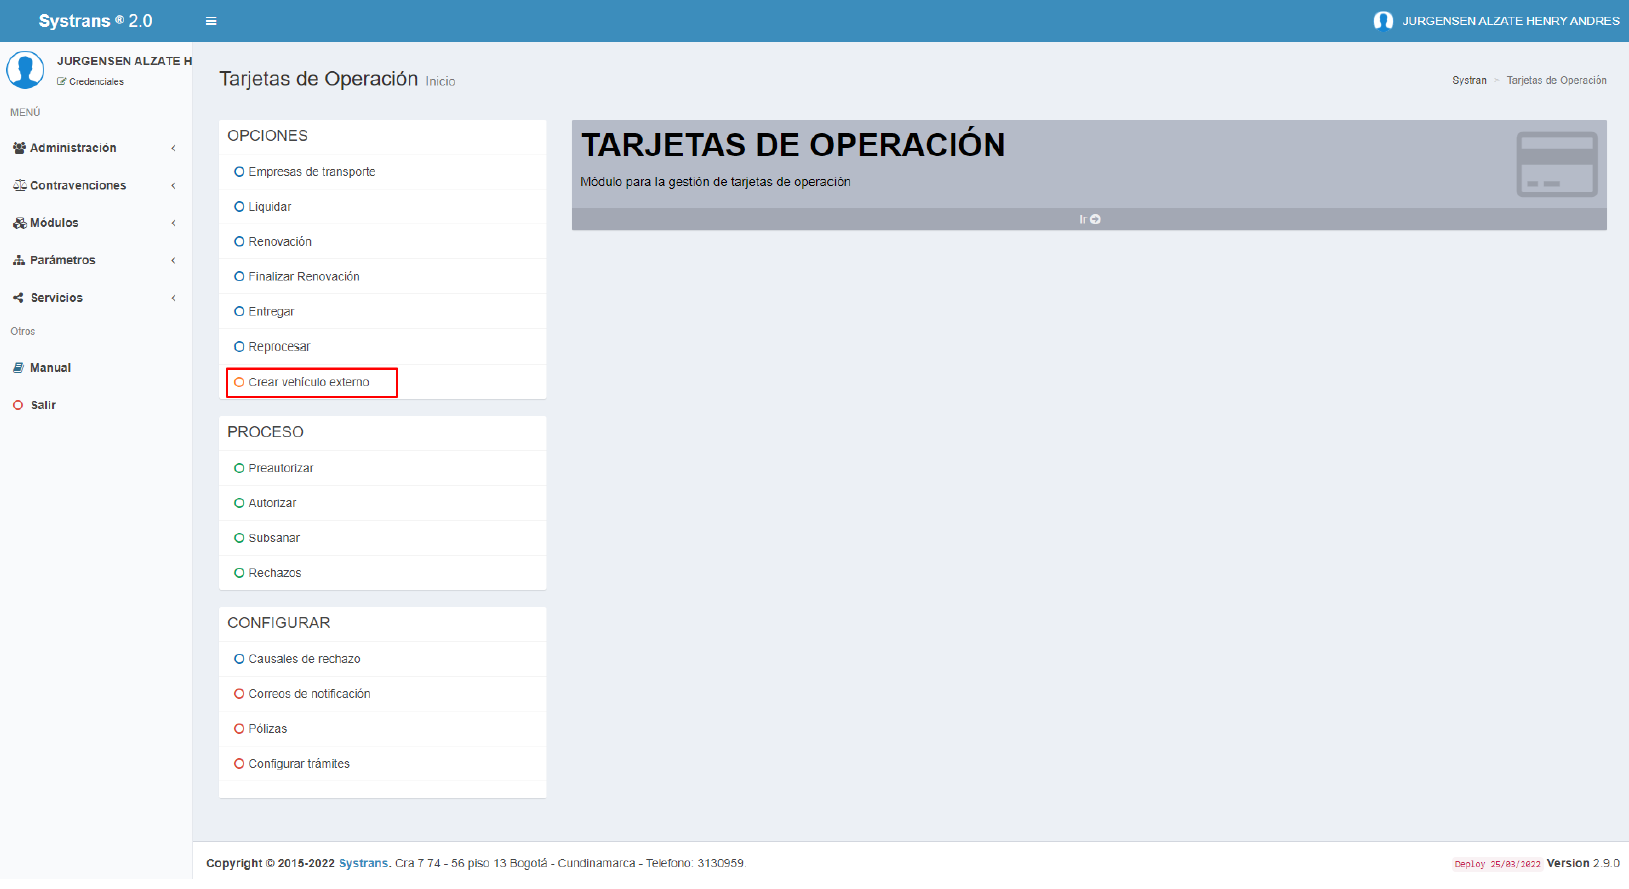 Systrans ® 2.0
JURGENSEN ALZATE HENRY ANDRES
JURGENSEN ALZATE H
Credenciales
MENÚ
Administración
Contravenciones
Módulos
Parámetros
Servicios
Otros
Manual
Salir
Tarjetas de Operación Inicio
Systran > Tarjetas de Operación
OPCIONES
Empresas de transporte
Liquidar
Renovación
Finalizar Renovación
Entregar
Reprocesar
Crear vehículo externo
PROCESO
Preautorizar
Autorizar
Subsanar
Rechazos
CONFIGURAR
Causales de rechazo
Correos de notificación
Pólizas
Configurar trámites
TARJETAS DE OPERACIÓN
Módulo para la gestión de tarjetas de operación
Ir
Copyright © 2015-2022 Systrans. Cra 7 74 - 56 piso 13 Bogotá - Cundinamarca - Telefono: 3130959.
Deploy 25/03/2022 Version 2.9.0